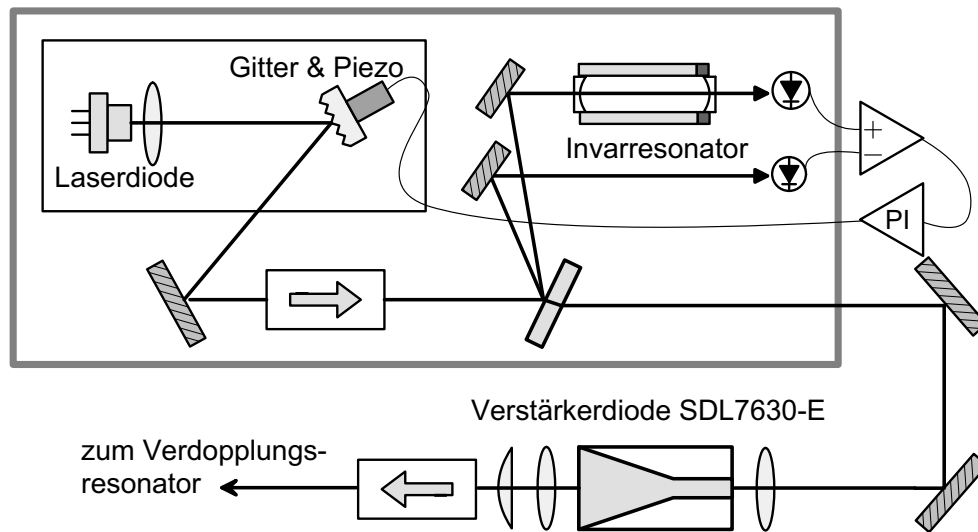 Gitter & Piezo
Laserdiode
Invarresonator
+
−
PI
Verstärkerdiode SDL7630-E
zum Verdopplungs-
resonator